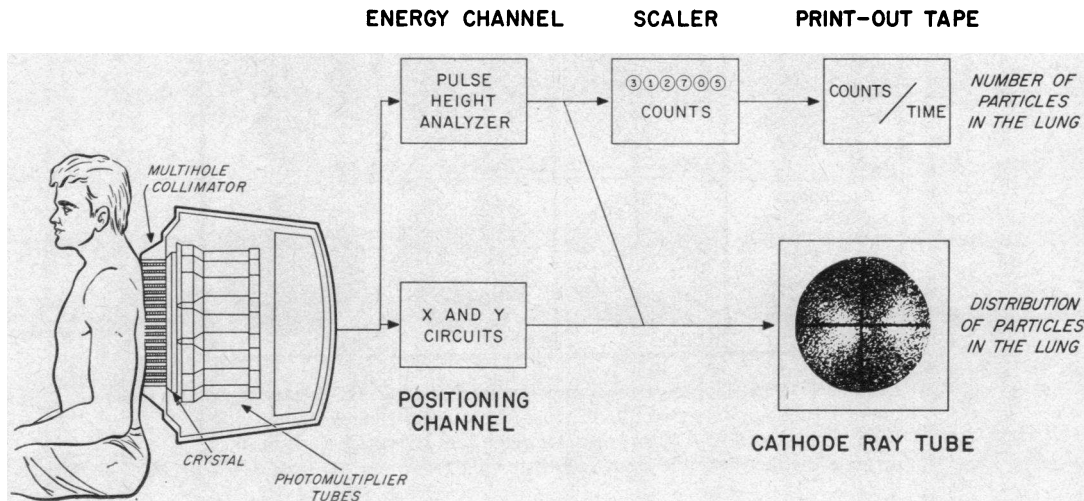 ENERGY CHANNEL
SCALER
PRINT-OUT TAPE
PULSE
HEIGHT
ANALYZER
312705
COUNTS
COUNTS
/
TIME
NUMBER OF
PARTICLES
IN THE LUNG
MULTIHOLE
COLLIMATOR
X AND Y
CIRCUITS
DISTRIBUTION
OF PARTICLES
IN THE LUNG
POSITIONING
CHANNEL
CATHODE RAY TUBE
CRYSTAL
PHOTOMULTIPLIER
TUBES